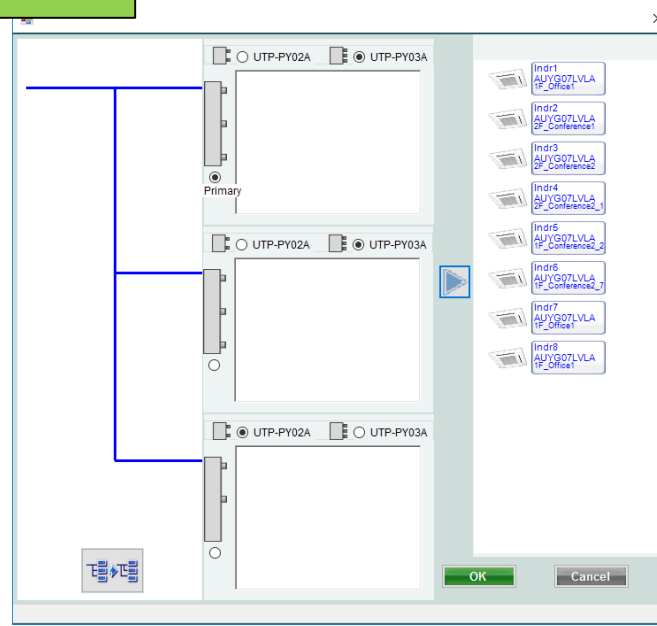 UTP-PY02A
UTP-PY03A
Primary
UTP-PY02A
UTP-PY03A
UTP-PY02A
UTP-PY03A
Indr1
AUYG07LVLA
1F_Office1
Indr2
AUYG07LVLA
2F_Conference1
Indr3
AUYG07LVLA
2F_Conference2
Indr4
AUYG07LVLA
2F_Conference2_1
Indr5
AUYG07LVLA
1F_Conference2_2
Indr6
AUYG07LVLA
1F_Conference2_7
Indr7
AUYG07LVLA
1F_Office1
Indr8
AUYG07LVLA
1F_Office1
OK
Cancel